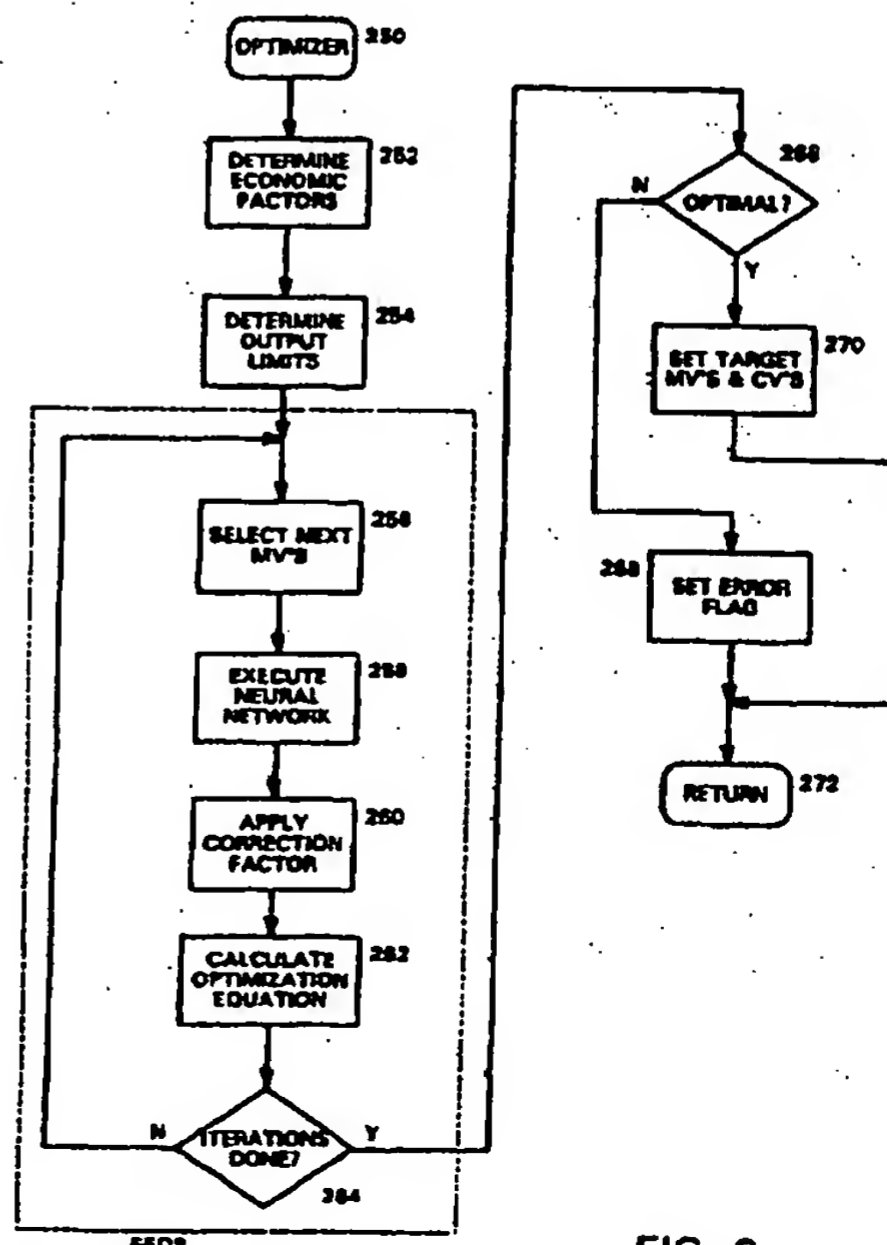 OPTIMIZER
250
DETERMINE
ECONOMIC
FACTORS
252
DETERMINE
OUTPUT
LIMITS
254
SELECT NEXT
MV'S
256
EXECUTE
NEURAL
NETWORK
258
APPLY
CORRECTION
FACTOR
260
CALCULATE
OPTIMIZATION
EQUATION
262
ITERATIONS
DONE?
N
Y
264
OPTIMAL?
N
Y
SET TARGET
MV'S & CV'S
270
SET ERROR
FLAG
268
RETURN
272
FIG.